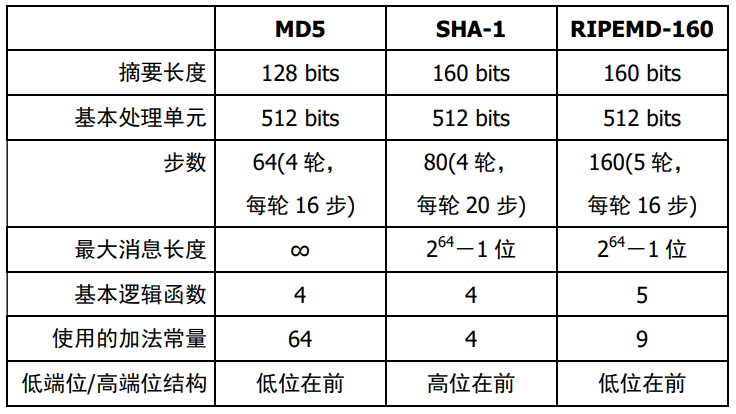 MD5 SHA-1 RIPEMD-160
摘要长度 128 bits 160 bits 160 bits
基本处理单元 512 bits 512 bits 512 bits
步数 64(4 轮， 80(4 轮， 160(5 轮，
每轮 16 步) 每轮 20 步) 每轮 16 步)
最大消息长度 ∞ 2⁶⁴－1 位 2⁶⁴－1 位
基本逻辑函数 4 4 5
使用的加法常量 64 4 9
低端位/高端位结构 低位在前 高位在前 低位在前